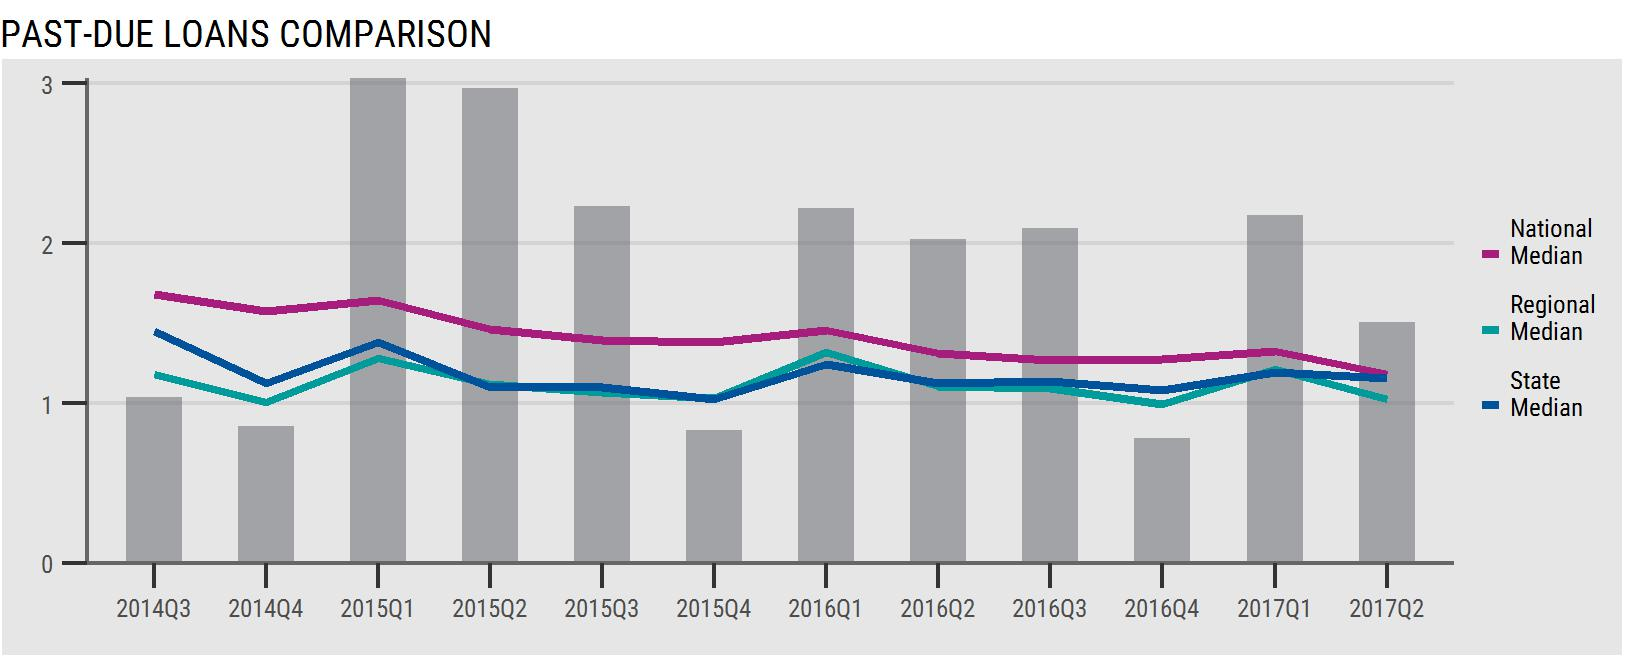 PAST-DUE LOANS COMPARISON
3
2
1
0
2014Q3 2014Q4 2015Q1 2015Q2 2015Q3 2015Q4 2016Q1 2016Q2 2016Q3 2016Q4 2017Q1 2017Q2
National
Median
Regional
Median
State
Median